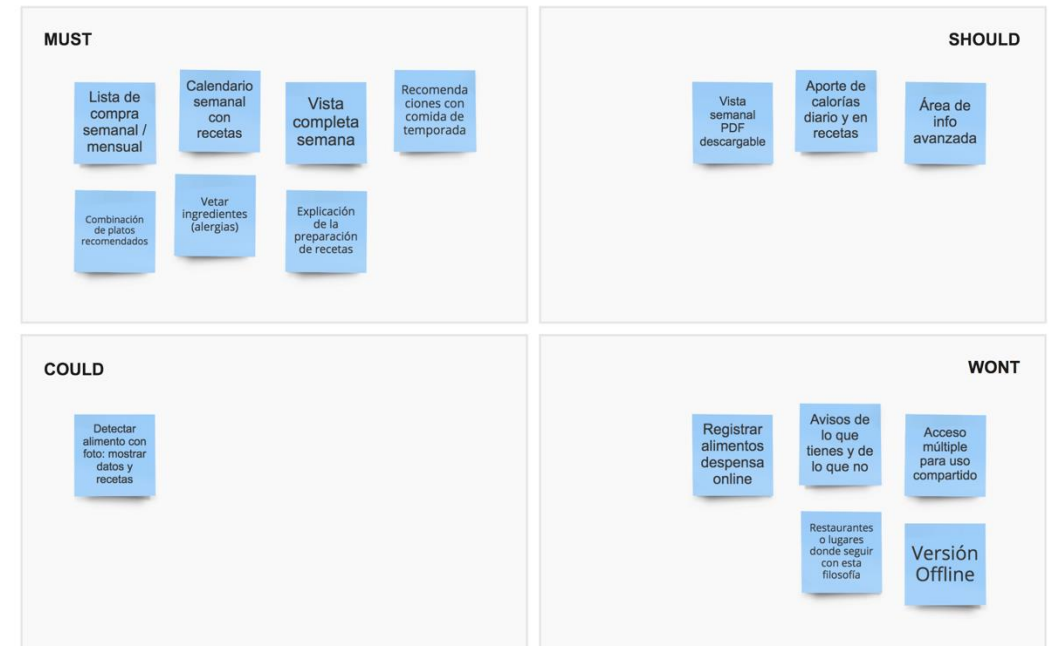 MUST
Lista de
compra
semanal /
mensual
Calendario
semanal
con
recetas
Vista
completa
semana
Recomenda
ciones con
comida de
temporada
Combinación
de platos
recomendados
Vetar
ingredientes
(alergias)
Explicación
de la
preparación
de recetas
SHOULD
Vista
semanal
PDF
descargable
Aporte de
calorías
diario y en
recetas
Área de
info
avanzada
COULD
Detectar
alimento con
foto: mostrar
datos y
recetas
WONT
Registrar
alimentos
despensa
online
Avisos de
lo que
tienes y de
lo que no
Acceso
múltiple
para uso
compartido
Restaurantes
o lugares
donde seguir
con esta
filosofía
Versión
Offline